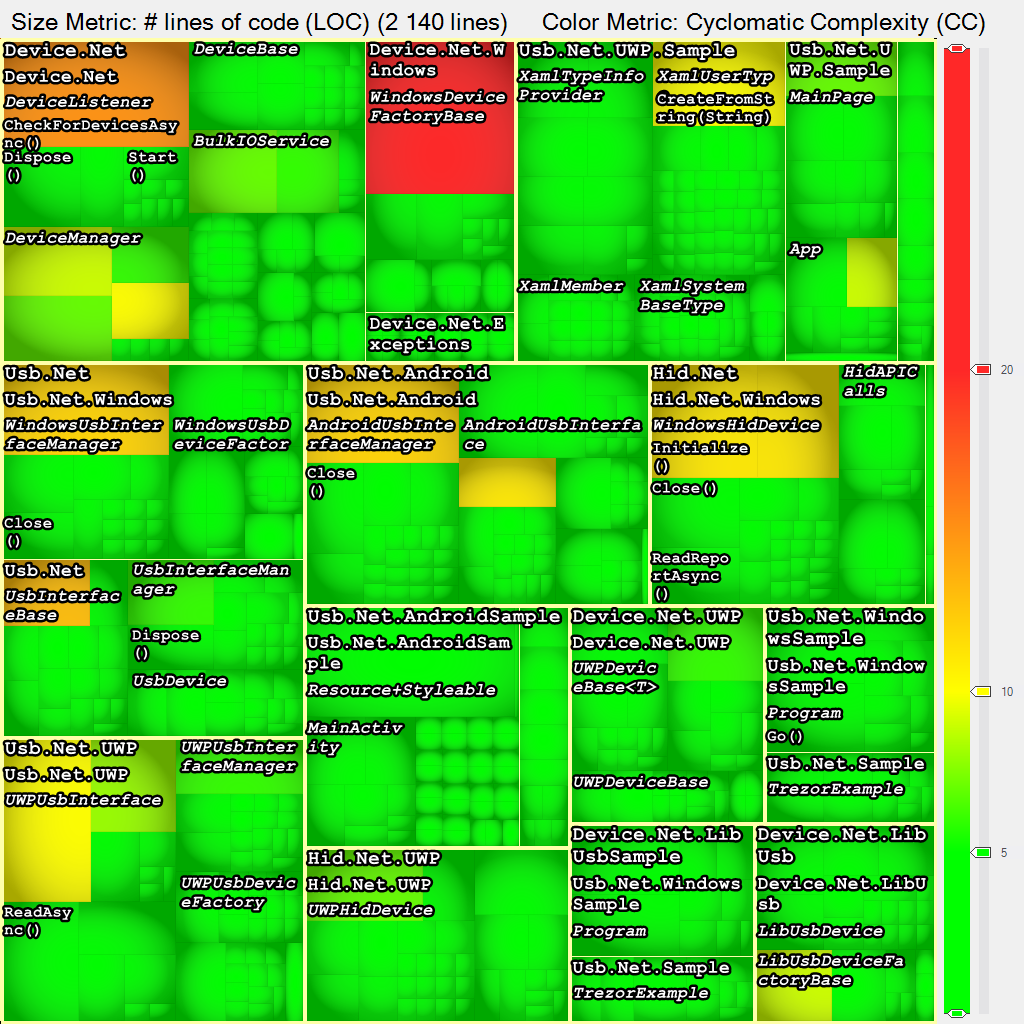 Size Metric: # lines of code (LOC) (2 140 lines)
Color Metric: Cyclomatic Complexity (CC)
Device.Net
Device.Net
DeviceListener
CheckForDevicesAsy
nc()
Dispose
()
Start
()
DeviceManager
DeviceBase
BulkIOService
Device.Net.W
indows
WindowsDevice
FactoryBase
Device.Net.E
xceptions
Usb.Net.UWP.Sample
XamlTypeInfo
Provider
XamlUserTyp
CreateFromSt
ring(String)
XamlMember
XamlSystem
BaseType
Usb.Net.U
WP.Sample
MainPage
App
Usb.Net
Usb.Net.Windows
WindowsUsbInter
faceManager
Close
()
WindowsUsbD
eviceFactor
Usb.Net
UsbInterfac
eBase
UsbInterfaceMan
ager
Dispose
()
UsbDevice
Usb.Net.Android
Usb.Net.Android
AndroidUsbInte
rfaceManager
Close
()
AndroidUsbInterfa
ce
Hid.Net
Hid.Net.Windows
WindowsHidDevice
Initialize
()
Close()
ReadRepo
rtAsync
()
HidAPIC
alls
Usb.Net.AndroidSample
Usb.Net.AndroidSam
ple
Resource+Styleable
MainActiv
ity
Device.Net.UWP
Device.Net.UWP
UWPDevic
eBase<T>
UWPDeviceBase
Usb.Net.Windo
wsSample
Usb.Net.Window
sSample
Program
Go()
Usb.Net.Sample
TrezorExample
Usb.Net.UWP
Usb.Net.UWP
UWPUsbInterface
ReadAsy
nc()
UWPUsbInter
faceManager
UWPUsbDevic
eFactory
Hid.Net.UWP
Hid.Net.UWP
UWPHidDevice
Device.Net.Lib
UsbSample
Usb.Net.Windows
Sample
Program
Usb.Net.Sample
TrezorExample
Device.Net.Lib
Usb
Device.Net.LibU
sb
LibUsbDevice
LibUsbDeviceFa
ctoryBase
20
10
5